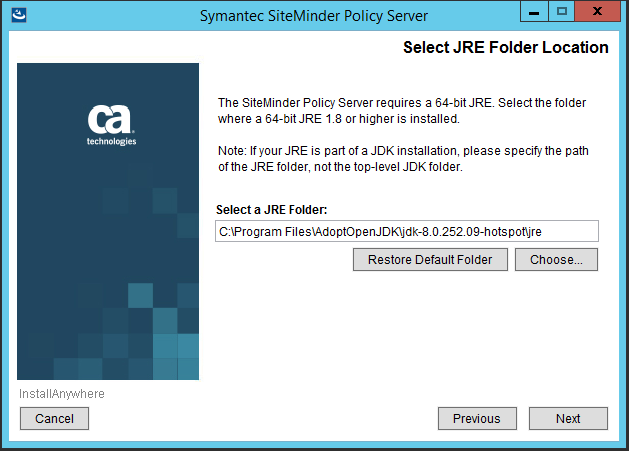 Symantec SiteMinder Policy Server
Select JRE Folder Location
ca
technologies
The SiteMinder Policy Server requires a 64-bit JRE. Select the folder
where a 64-bit JRE 1.8 or higher is installed.
Note: If your JRE is part of a JDK installation, please specify the path
of the JRE folder, not the top-level JDK folder.
Select a JRE Folder:
C:\Program Files\AdoptOpenJDK\jdk-8.0.252.09-hotspot\jre
Restore Default Folder
Choose...
InstallAnywhere
Cancel
Previous
Next